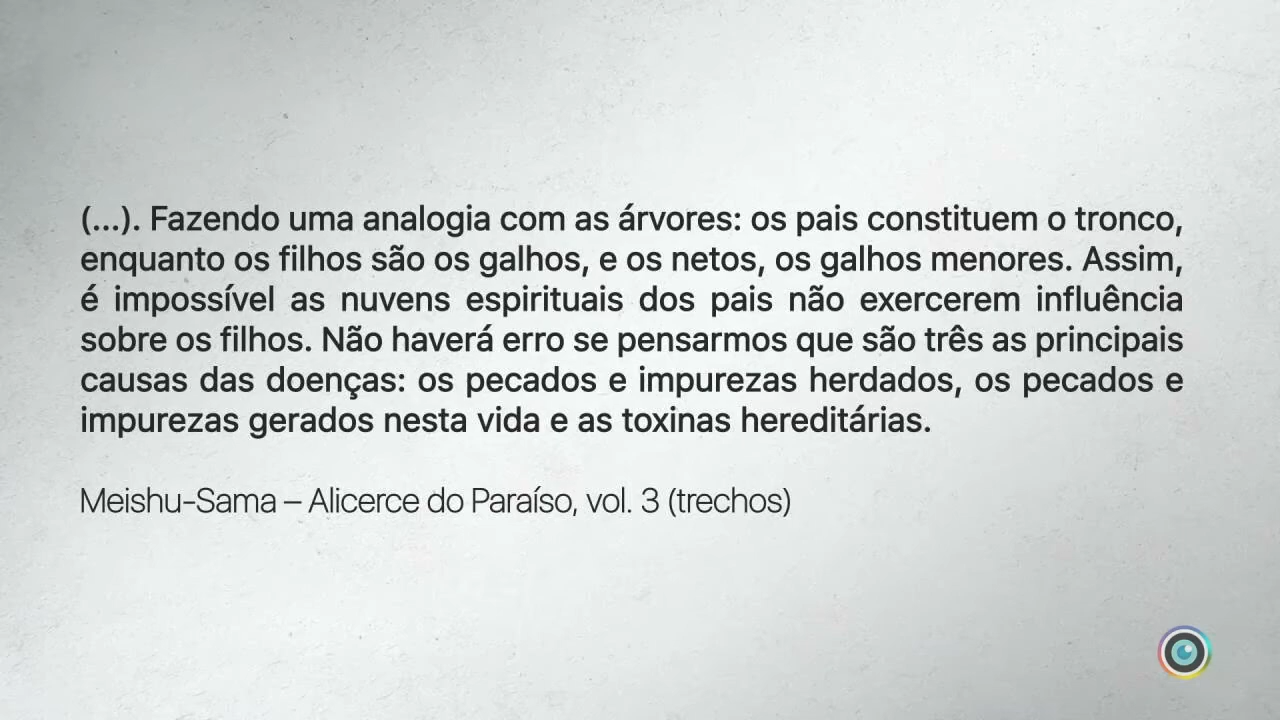 (...). Fazendo uma analogia com as árvores: os pais constituem o tronco,
enquanto os filhos são os galhos, e os netos, os galhos menores. Assim,
é impossível as nuvens espirituais dos pais não exercerem influência
sobre os filhos. Não haverá erro se pensarmos que são três as principais
causas das doenças: os pecados e impurezas herdados, os pecados e
impurezas gerados nesta vida e as toxinas hereditárias.
Meishu-Sama – Alicerce do Paraíso, vol. 3 (trechos)